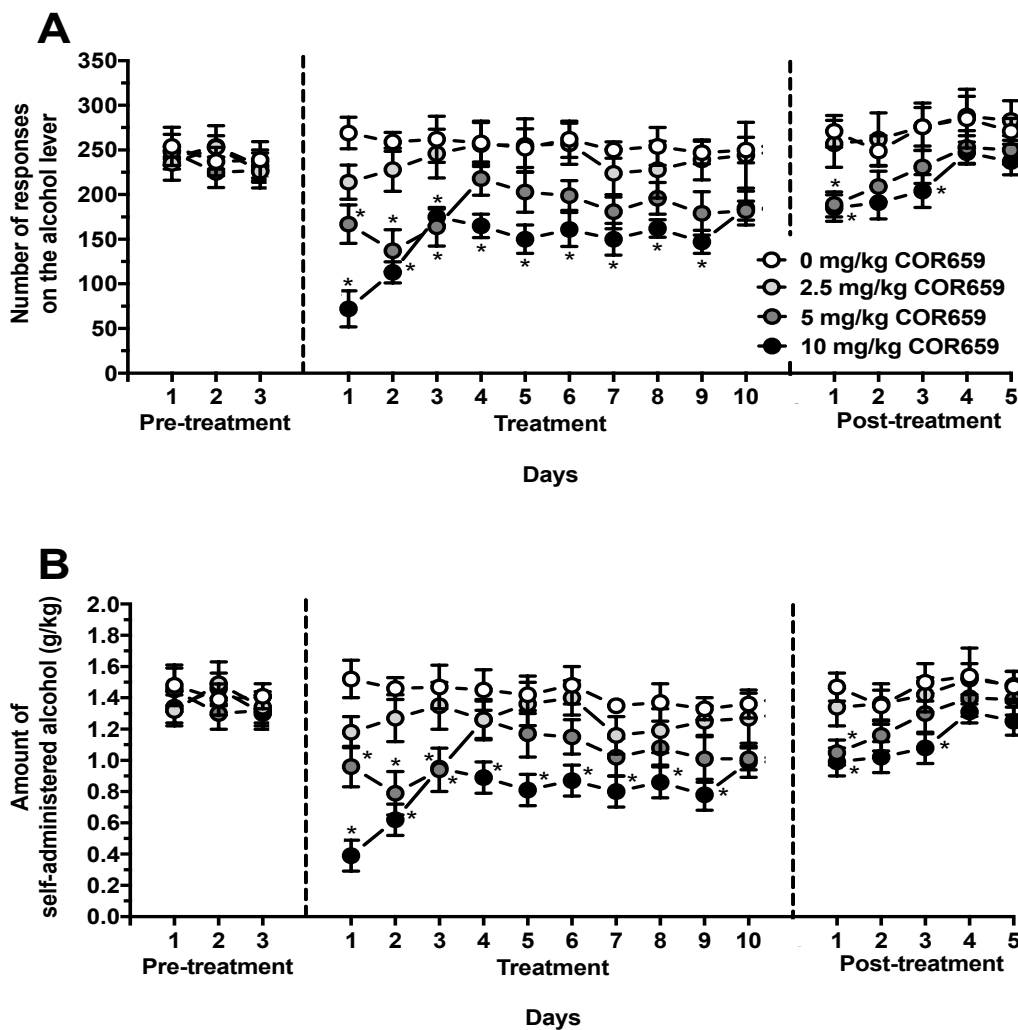 A
Number of responses
on the alcohol lever
350
300
250
200
150
100
50
0
* * * * * * * * * * * * * * *
0 mg/kg COR659
2.5 mg/kg COR659
5 mg/kg COR659
10 mg/kg COR659
1 2 3 1 2 3 4 5 6 7 8 9 10 1 2 3 4 5
Pre-treatment Treatment Post-treatment
Days
B
Amount of
self-administered alcohol (g/kg)
2.0
1.8
1.6
1.4
1.2
1.0
0.8
0.6
0.4
0.2
0.0
* * * * * * * * * * * * * * *
1 2 3 1 2 3 4 5 6 7 8 9 10 1 2 3 4 5
Pre-treatment Treatment Post-treatment
Days